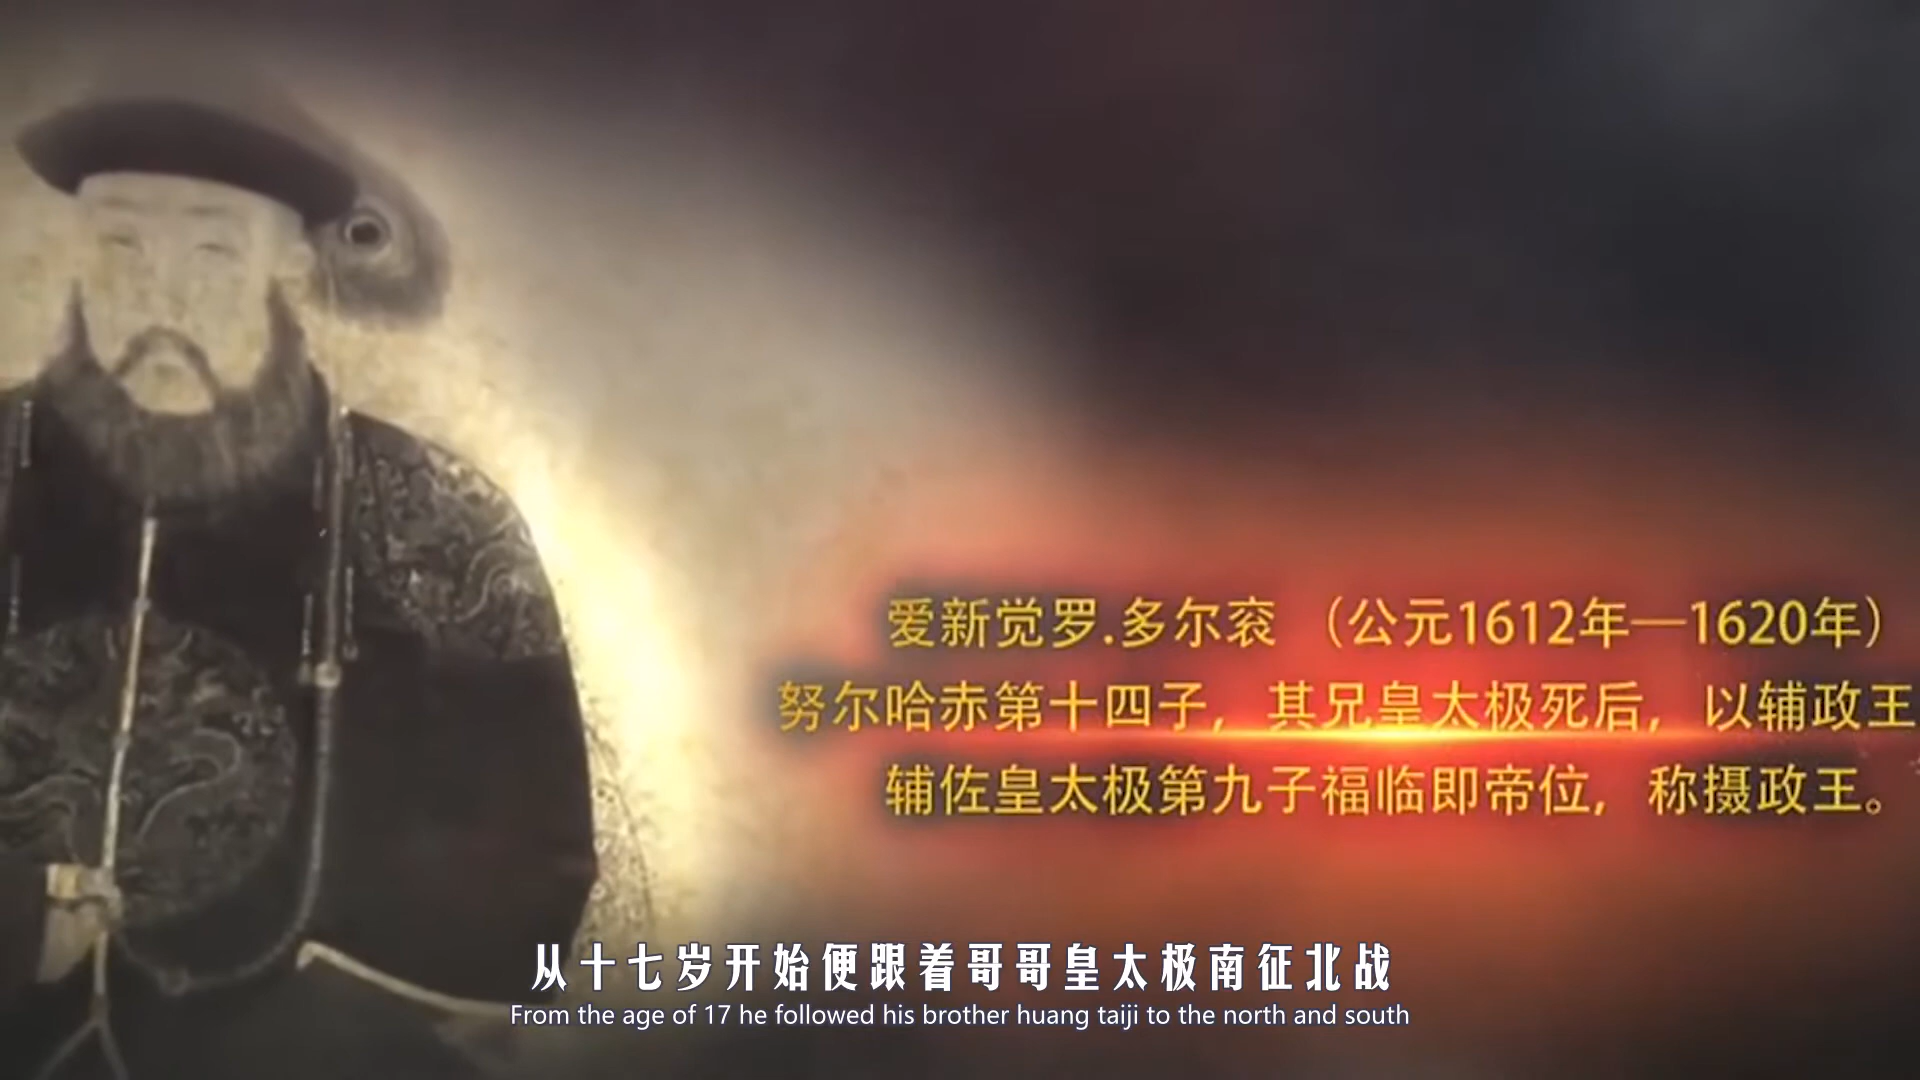 爱新觉罗.多尔衮 （公元1612年—1620年）
努尔哈赤第十四子，其兄皇太极死后，以辅政王
辅佐皇太极第九子福临即帝位，称摄政王。
从十七岁开始便跟着哥哥皇太极南征北战
From the age of 17 he followed his brother huang taiji to the north and south